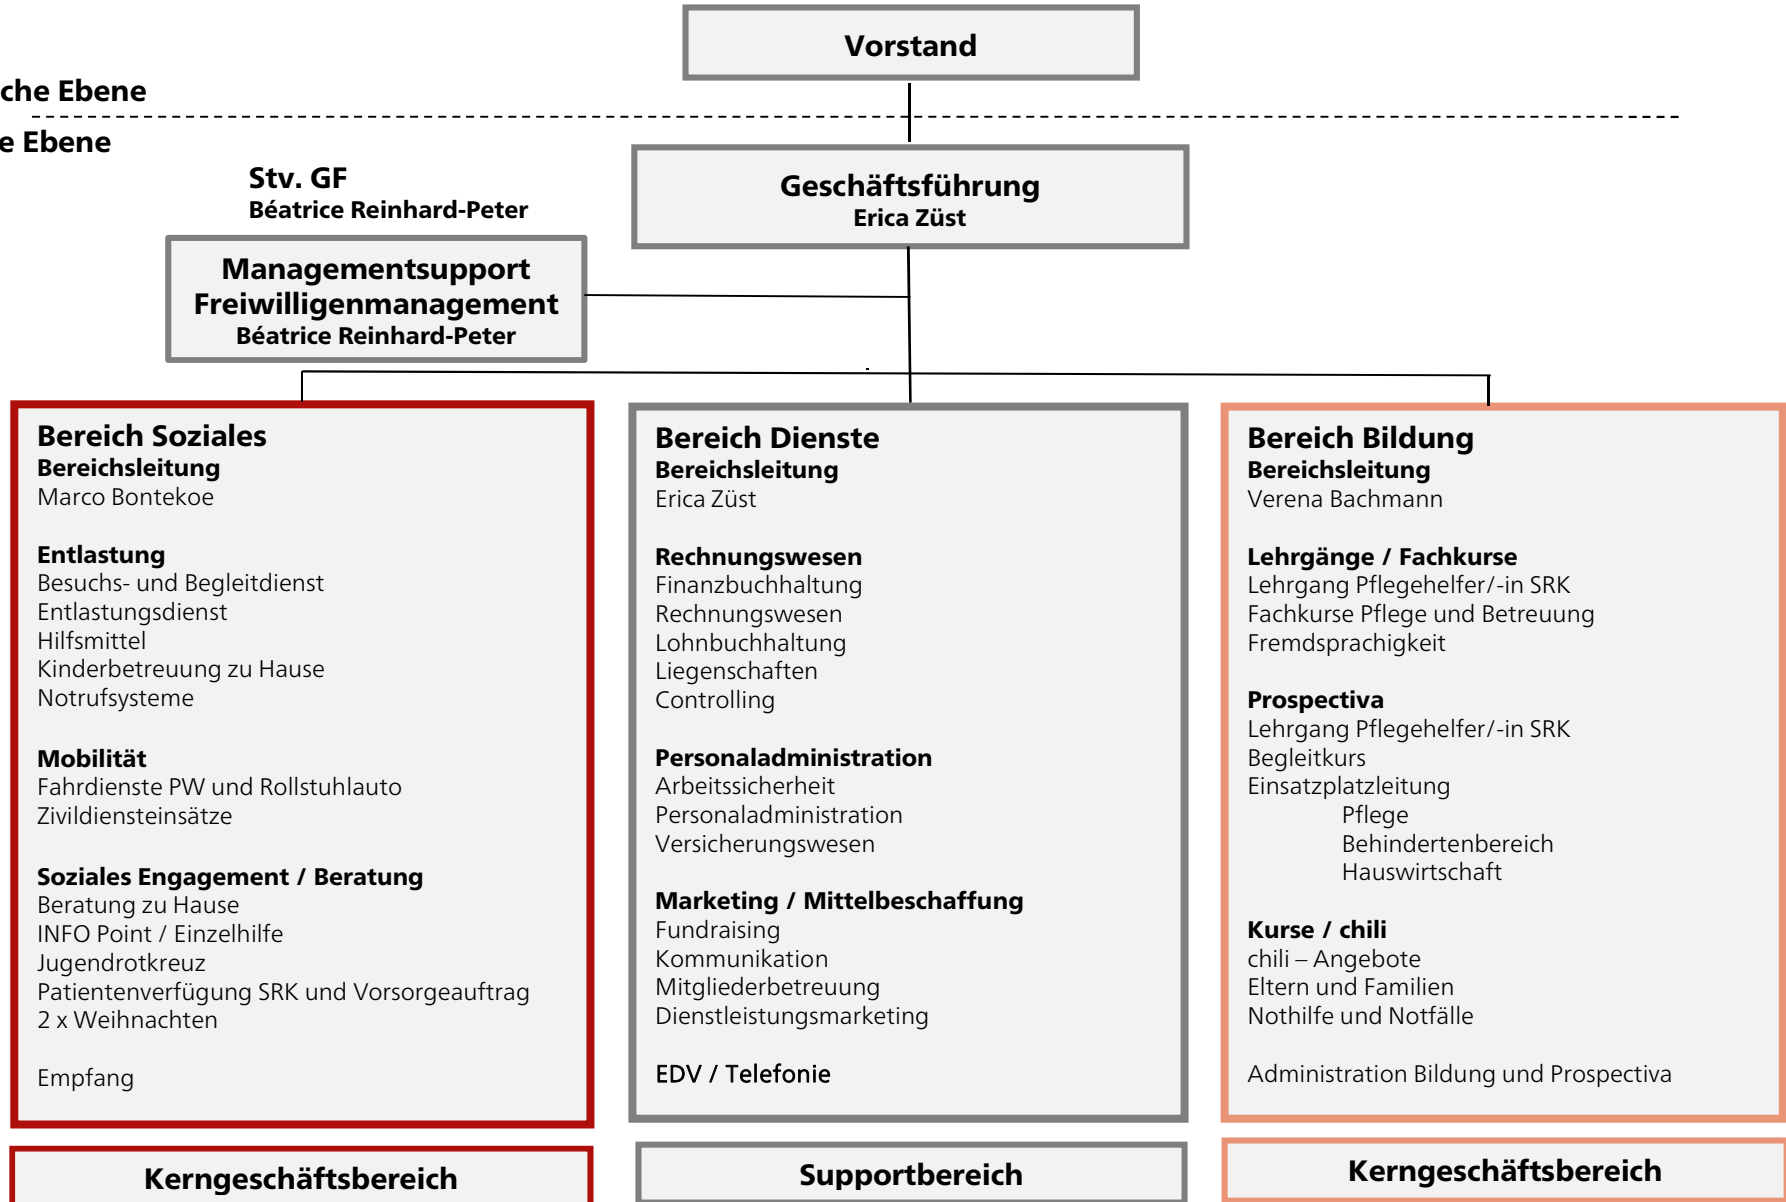 Vorstand
che Ebene
e Ebene
Stv. GF
Béatrice Reinhard-Peter
Geschäftsführung
Erica Züst
Managementsupport
Freiwilligenmanagement
Béatrice Reinhard-Peter
Bereich Soziales
Bereichsleitung
Marco Bontekoe
Entlastung
Besuchs- und Begleitdienst
Entlastungsdienst
Hilfsmittel
Kinderbetreuung zu Hause
Notrufsysteme
Mobilität
Fahrdienste PW und Rollstuhlauto
Zivildiensteinsätze
Soziales Engagement / Beratung
Beratung zu Hause
INFO Point / Einzelhilfe
Jugendrotkreuz
Patientenverfügung SRK und Vorsorgeauftrag
2 x Weihnachten
Empfang
Kerngeschäftsbereich
Bereich Dienste
Bereichsleitung
Erica Züst
Rechnungswesen
Finanzbuchhaltung
Rechnungswesen
Lohnbuchhaltung
Liegenschaften
Controlling
Personaladministration
Arbeitssicherheit
Personaladministration
Versicherungswesen
Marketing / Mittelbeschaffung
Fundraising
Kommunikation
Mitgliederbetreuung
Dienstleistungsmarketing
EDV / Telefonie
Supportbereich
Bereich Bildung
Bereichsleitung
Verena Bachmann
Lehrgänge / Fachkurse
Lehrgang Pflegehelfer/-in SRK
Fachkurse Pflege und Betreuung
Fremdsprachigkeit
Prospectiva
Lehrgang Pflegehelfer/-in SRK
Begleitkurs
Einsatzplatzleitung
Pflege
Behindertenbereich
Hauswirtschaft
Kurse / chili
chili – Angebote
Eltern und Familien
Nothilfe und Notfälle
Administration Bildung und Prospectiva
Kerngeschäftsbereich